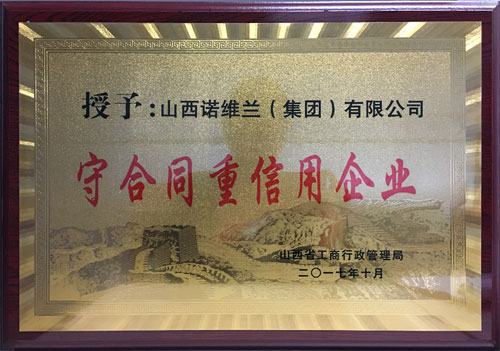 授予:山西诺维兰(集团)有限公司
守合同重信用企业
山西省工商行政管理局
二〇一七年十月